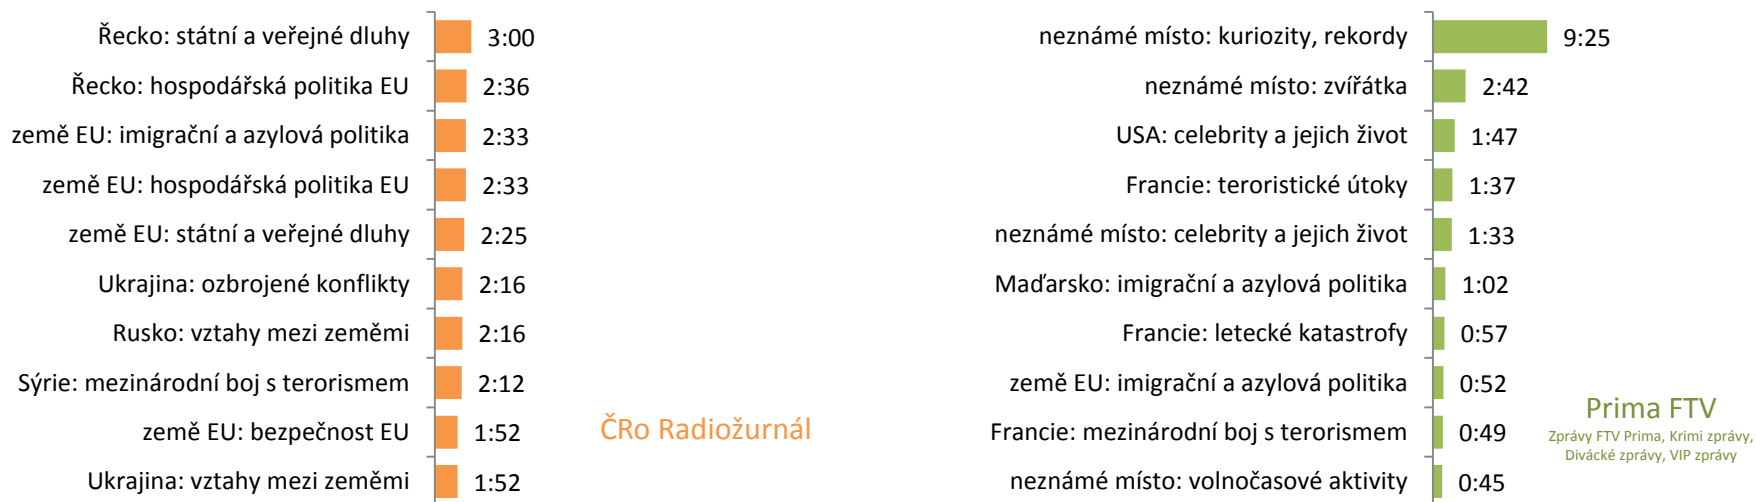 Řecko: státní a veřejné dluhy 3:00
Řecko: hospodářská politika EU 2:36
země EU: imigrační a azylová politika 2:33
země EU: hospodářská politika EU 2:33
země EU: státní a veřejné dluhy 2:25
Ukrajina: ozbrojené konflikty 2:16
Rusko: vztahy mezi zeměmi 2:16
Sýrie: mezinárodní boj s terorismem 2:12
země EU: bezpečnost EU 1:52
Ukrajina: vztahy mezi zeměmi 1:52
ČRo Radiožurnál
neznámé místo: kuriozity, rekordy 9:25
neznámé místo: zvířátka 2:42
USA: celebrity a jejich život 1:47
Francie: teroristické útoky 1:37
neznámé místo: celebrity a jejich život 1:33
Maďarsko: imigrační a azylová politika 1:02
Francie: letecké katastrofy 0:57
země EU: imigrační a azylová politika 0:52
Francie: mezinárodní boj s terorismem 0:49
neznámé místo: volnočasové aktivity 0:45
Prima FTV
Zprávy FTV Prima, Krimi zprávy,
Divácké zprávy, VIP zprávy